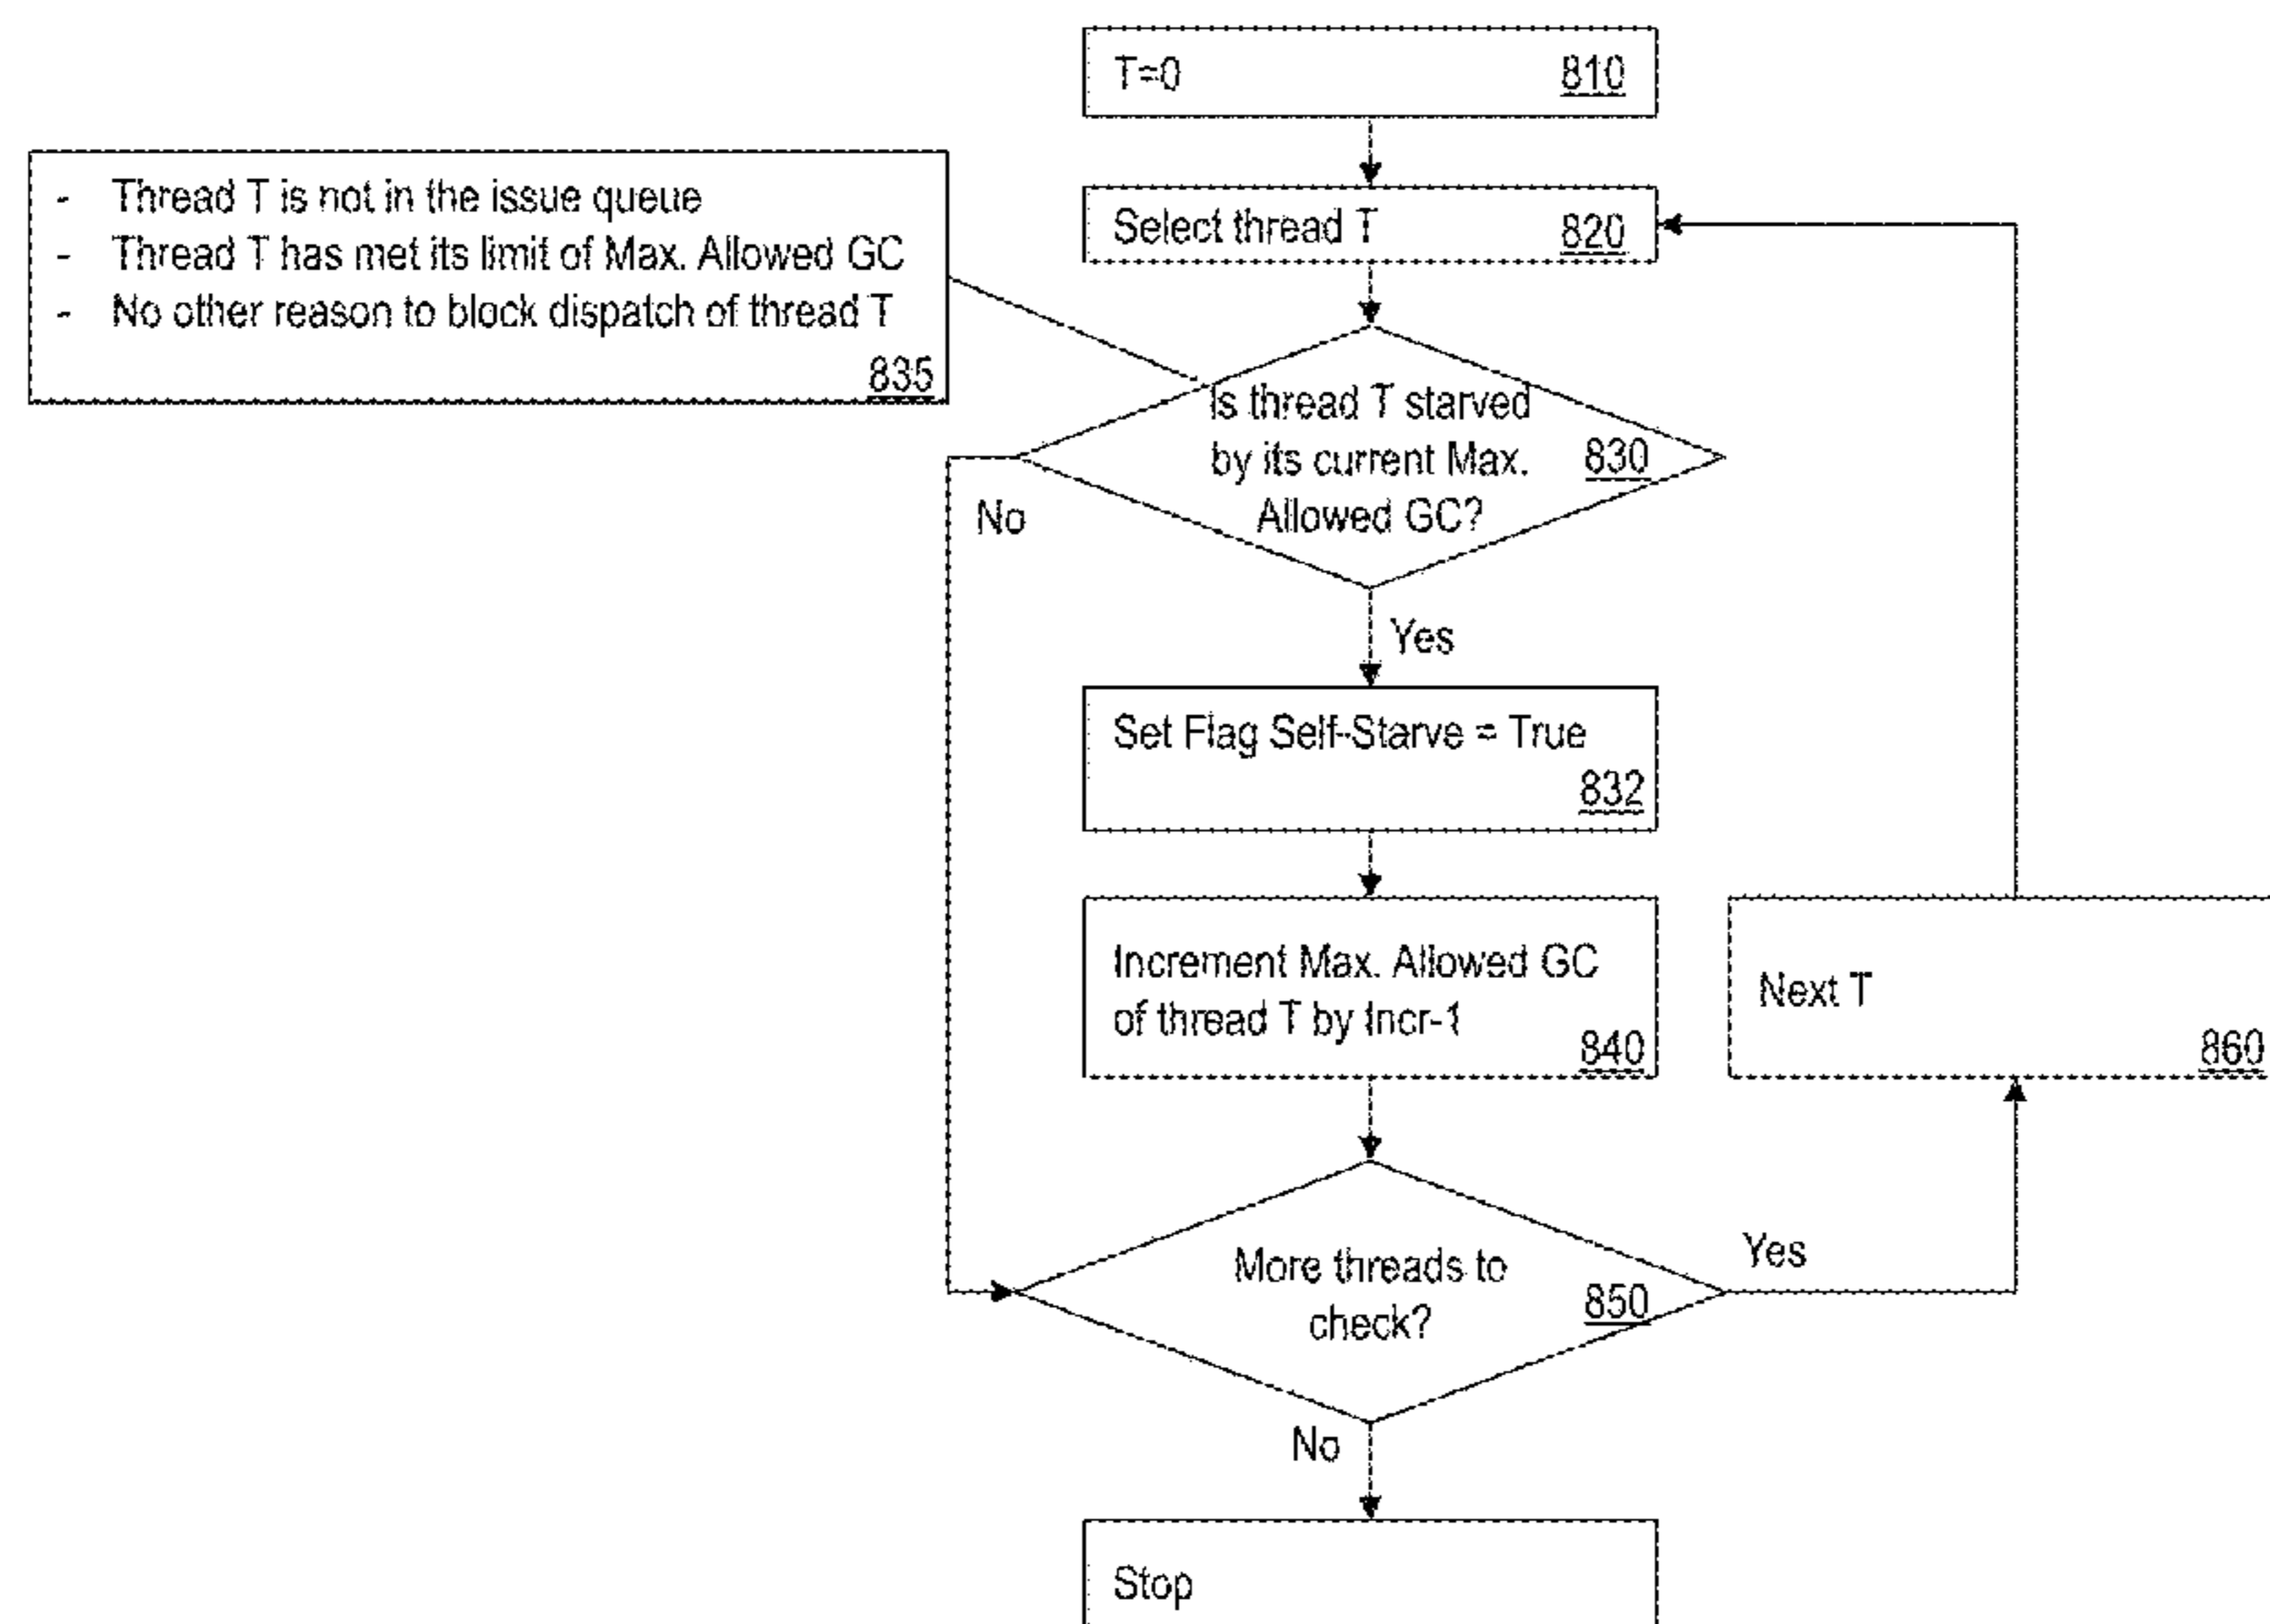 T=0 810
- Thread T is not in the issue queue
- Thread T has met its limit of Max. Allowed GC
- No other reason to block dispatch of thread T
835
Select thread T 820
Is thread T starved
by its current Max. 830
Allowed GC?
No
Yes
Set Flag Self-Starve = True
832
Increment Max. Allowed GC
of thread T by Incr-1
840
Next T
860
More threads to
check?
850
Yes
No
Stop